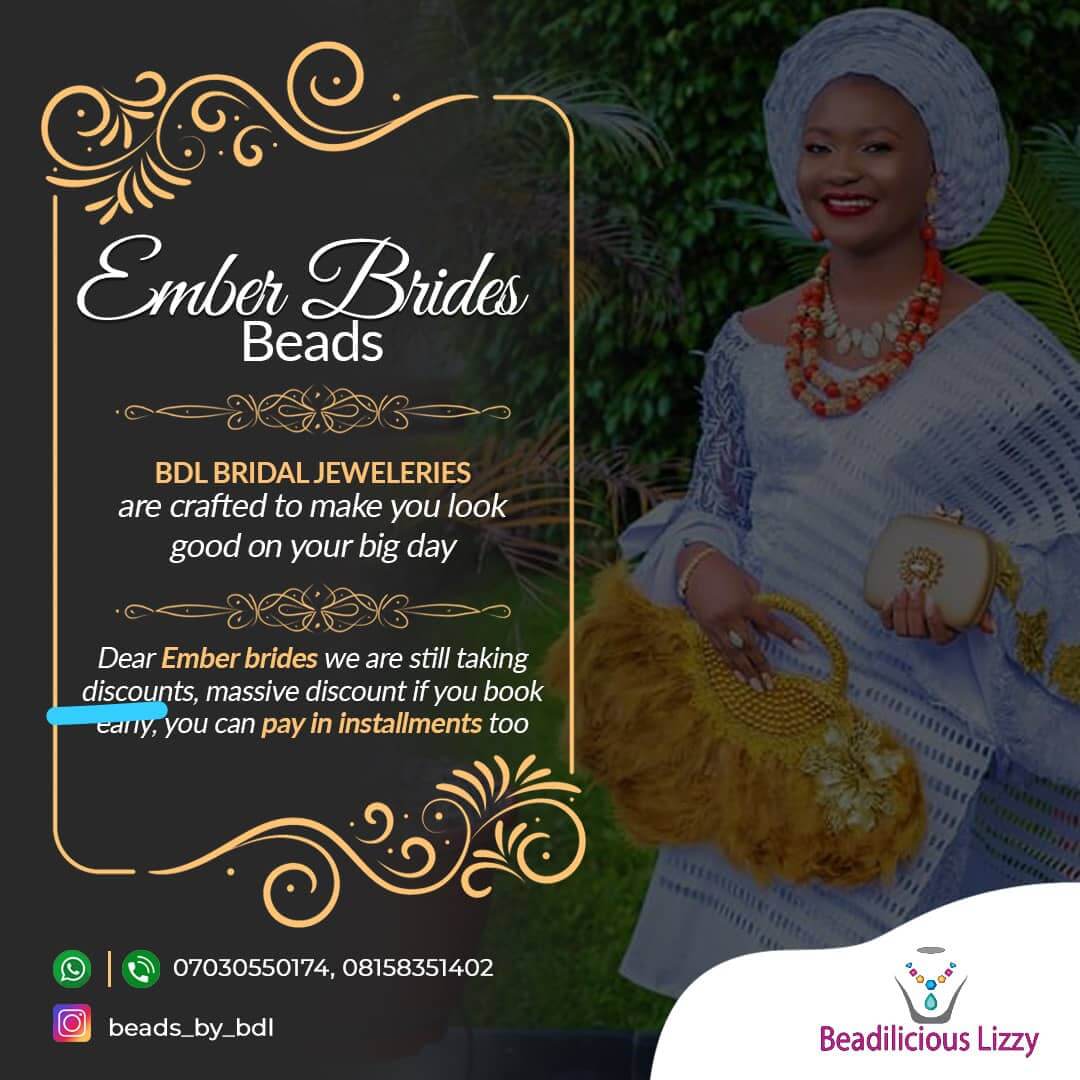 Ember Brides
Beads
BDL BRIDAL JEWELERIES
are crafted to make you look
good on your big day
Dear Ember brides we are still taking
discounts, massive discount if you book
early, you can pay in installments too
07030550174, 08158351402
beads_by_bdl
Beadilicious Lizzy